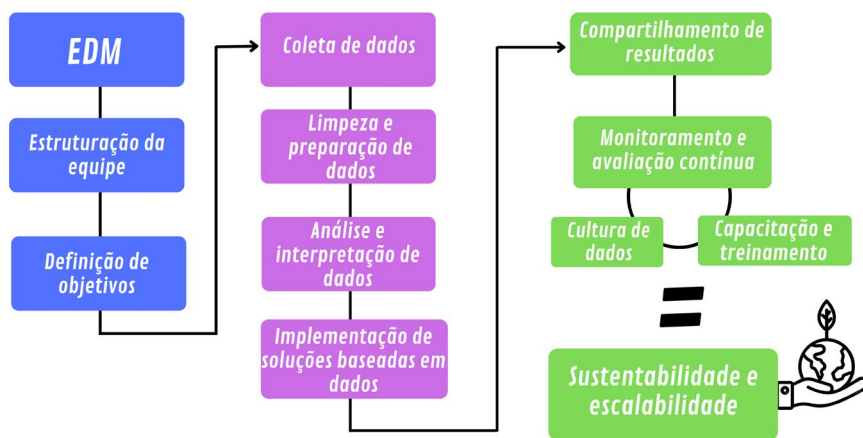 EDM
Estruturação da
equipe
Definição de
objetivos
Coleta de dados
Limpeza e
preparação de
dados
Análise e
interpretação de
dados
Implementação de
soluções baseadas em
dados
Compartilhamento de
resultados
Monitoramento e
avaliação contínua
Cultura de
dados
Capacitação e
treinamento
=
Sustentabilidade e
escalabilidade